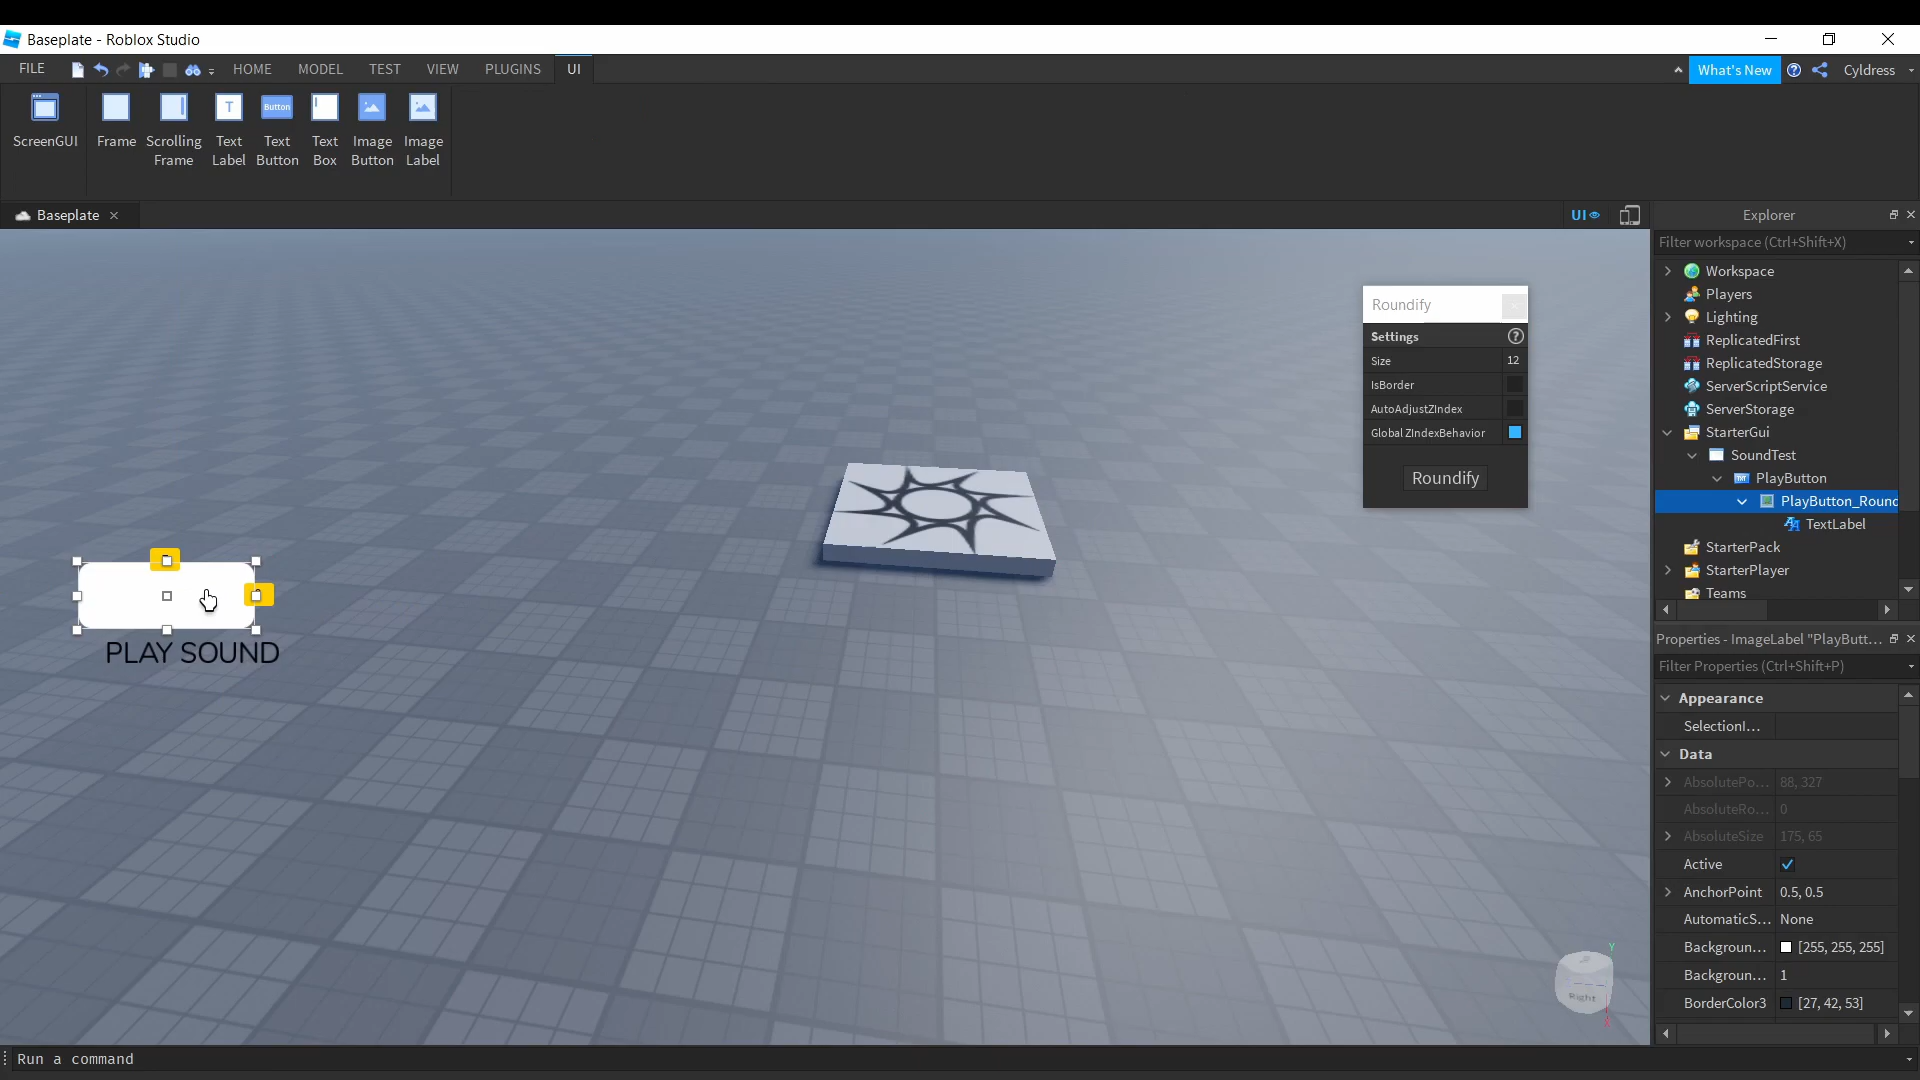 Baseplate - Roblox Studio
FILE HOME MODEL TEST VIEW PLUGINS UI What's New Cyldress
ScreenGUI
Frame
Scrolling Frame
Text Label
Text Button
Button
Text Box
Image Button
Image Label
Baseplate
UI
PLAY SOUND
Roundify
Settings
Size 12
IsBorder
AutoAdjustZIndex
Global ZIndexBehavior
Roundify
Right
Y
Explorer
Filter workspace (Ctrl+Shift+X)
Workspace
Players
Lighting
ReplicatedFirst
ReplicatedStorage
ServerScriptService
ServerStorage
StarterGui
SoundTest
PlayButton
PlayButton_Round
TextLabel
StarterPack
StarterPlayer
Teams
Properties - ImageLabel "PlayButt...
Filter Properties (Ctrl+Shift+P)
Appearance
SelectionI...
Data
AbsolutePo... 88, 327
AbsoluteRo... 0
AbsoluteSize 175, 65
Active
AnchorPoint 0.5, 0.5
AutomaticS... None
Backgroun... [255, 255, 255]
Backgroun... 1
BorderColor3 [27, 42, 53]
Run a command